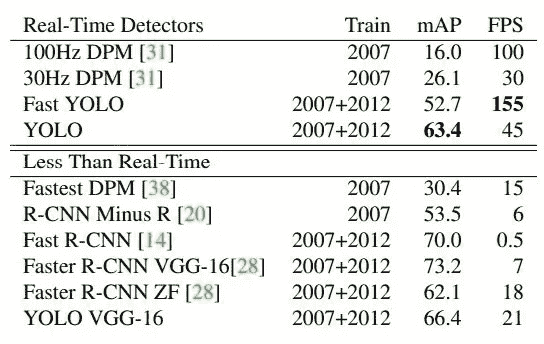 Real-Time Detectors Train mAP FPS
100Hz DPM [31] 2007 16.0 100
30Hz DPM [31] 2007 26.1 30
Fast YOLO 2007+2012 52.7 155
YOLO 2007+2012 63.4 45
Less Than Real-Time
Fastest DPM [38] 2007 30.4 15
R-CNN Minus R [20] 2007 53.5 6
Fast R-CNN [14] 2007+2012 70.0 0.5
Faster R-CNN VGG-16[28] 2007+2012 73.2 7
Faster R-CNN ZF [28] 2007+2012 62.1 18
YOLO VGG-16 2007+2012 66.4 21